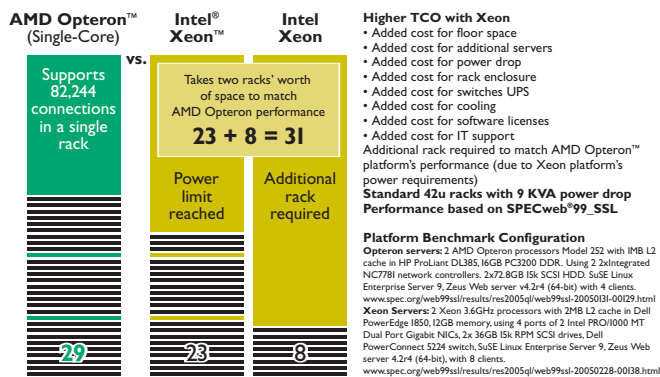 AMD Opteron™
(Single-Core)
vs.
Intel®
Xeon™
Intel
Xeon
Supports
82,244
connections
in a single
rack
Takes two racks' worth
of space to match
AMD Opteron performance
23 + 8 = 31
Power
limit
reached
Additional
rack
required
29
23
8
Higher TCO with Xeon
• Added cost for floor space
• Added cost for additional servers
• Added cost for power drop
• Added cost for rack enclosure
• Added cost for switches UPS
• Added cost for cooling
• Added cost for software licenses
• Added cost for IT support
Additional rack required to match AMD Opteron™
platform's performance (due to Xeon platform's
power requirements)
Standard 42u racks with 9 KVA power drop
Performance based on SPECweb®99_SSL
Platform Benchmark Configuration
Opteron servers: 2 AMD Opteron processors Model 252 with 1MB L2
cache in HP ProLiant DL385, 16GB PC3200 DDR. Using 2 2xIntegrated
NC7781 network controllers. 2x72.8GB 15k SCSI HDD. SuSE Linux
Enterprise Server 9, Zeus Web server v4.2r4 (64-bit) with 4 clients.
www.spec.org/web99ssl/results/res2005ql/web99ssl-20050131-00129.html
Xeon Servers: 2 Xeon 3.6GHz processors with 2MB L2 cache in Dell
PowerEdge 1850, 12GB memory, using 4 ports of 2 Intel PRO/1000 MT
Dual Port Gigabit NICs, 2x 36GB 15k RPM SCSI drives, Dell
PowerConnect 5224 switch, SuSE Linux Enterprise Server 9, Zeus Web
server 4.2r4 (64-bit), with 8 clients.
www.spec.org/web99ssl/results/res2005ql/web99ssl-20050228-00138.html